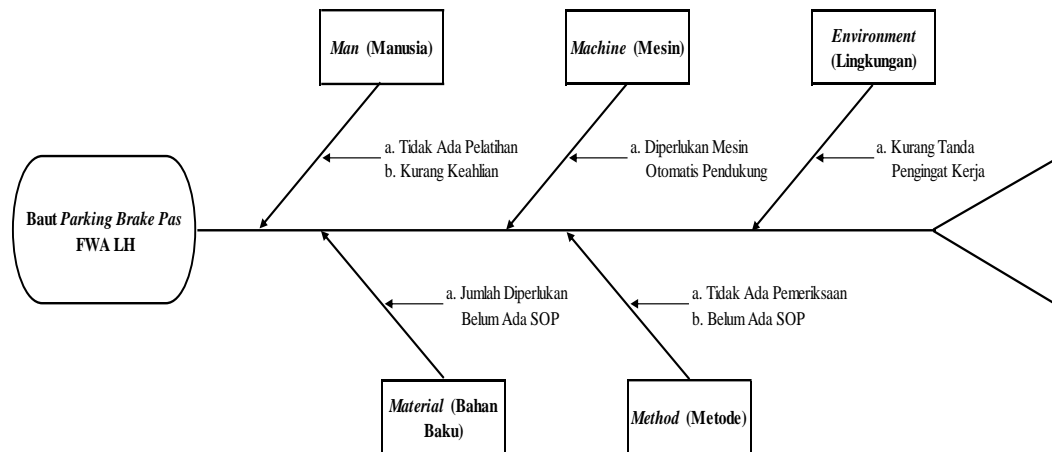 Man (Manusia)
Machine (Mesin)
Environment
(Lingkungan)
a. Tidak Ada Pelatihan
b. Kurang Keahlian
a. Diperlukan Mesin
Otomatis Pendukung
a. Kurang Tanda
Pengingat Kerja
Baut Parking Brake Pas
FWA LH
a. Jumlah Diperlukan
Belum Ada SOP
a. Tidak Ada Pemeriksaan
b. Belum Ada SOP
Material (Bahan
Baku)
Method (Metode)